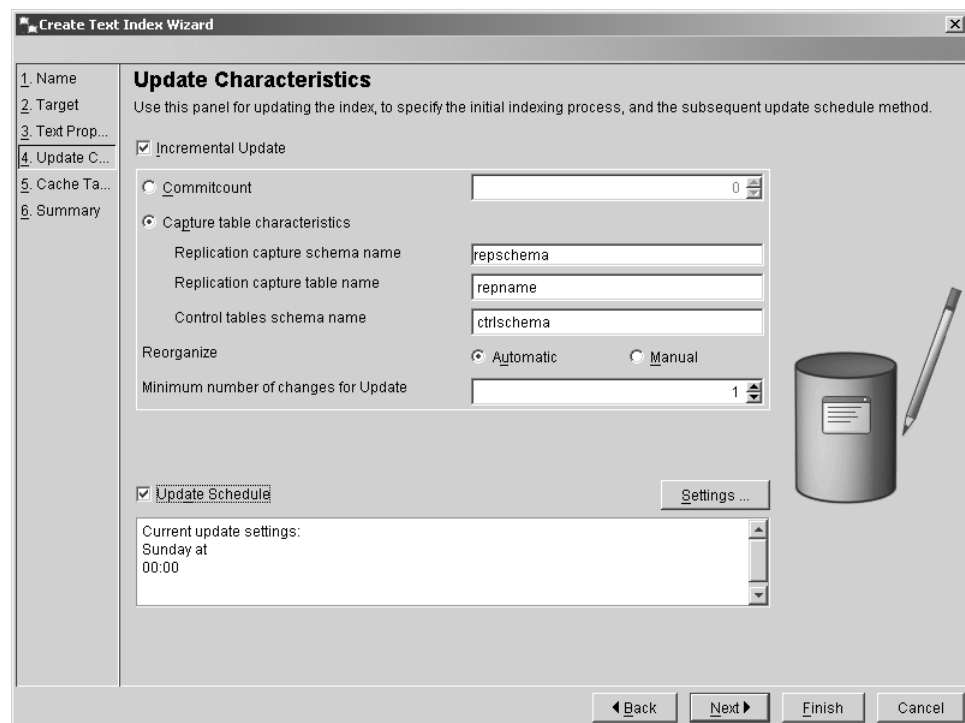 Create Text Index Wizard
1. Name
2. Target
3. Text Prop...
4. Update C...
5. Cache Ta...
6. Summary
Update Characteristics
Use this panel for updating the index, to specify the initial indexing process, and the subsequent update schedule method.
Incremental Update
Commitcount 0
Capture table characteristics
Replication capture schema name repschema
Replication capture table name repname
Control tables schema name ctrlschema
Reorganize Automatic Manual
Minimum number of changes for Update 1
Update Schedule Settings ...
Current update settings:
Sunday at
00:00
Back Next Finish Cancel